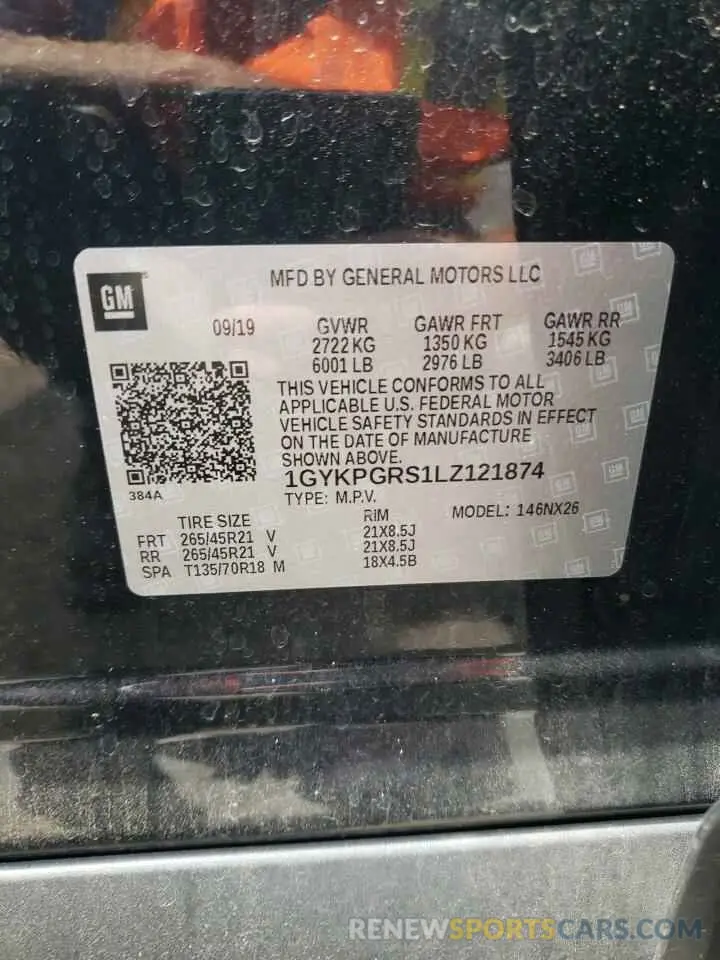 GM
MFD BY GENERAL MOTORS LLC
09/19 GVWR GAWR FRT GAWR RR
2722 KG 1350 KG 1545 KG
6001 LB 2976 LB 3406 LB
THIS VEHICLE CONFORMS TO ALL
APPLICABLE U.S. FEDERAL MOTOR
VEHICLE SAFETY STANDARDS IN EFFECT
ON THE DATE OF MANUFACTURE
SHOWN ABOVE.
1GYKPGRS1LZ121874
384A
TYPE: M.P.V. MODEL: 146NX26
TIRE SIZE RIM
FRT 265/45R21 V 21X8.5J
RR 265/45R21 V 21X8.5J
SPA T135/70R18 M 18X4.5B
RENEWSPORTSCARS.COM